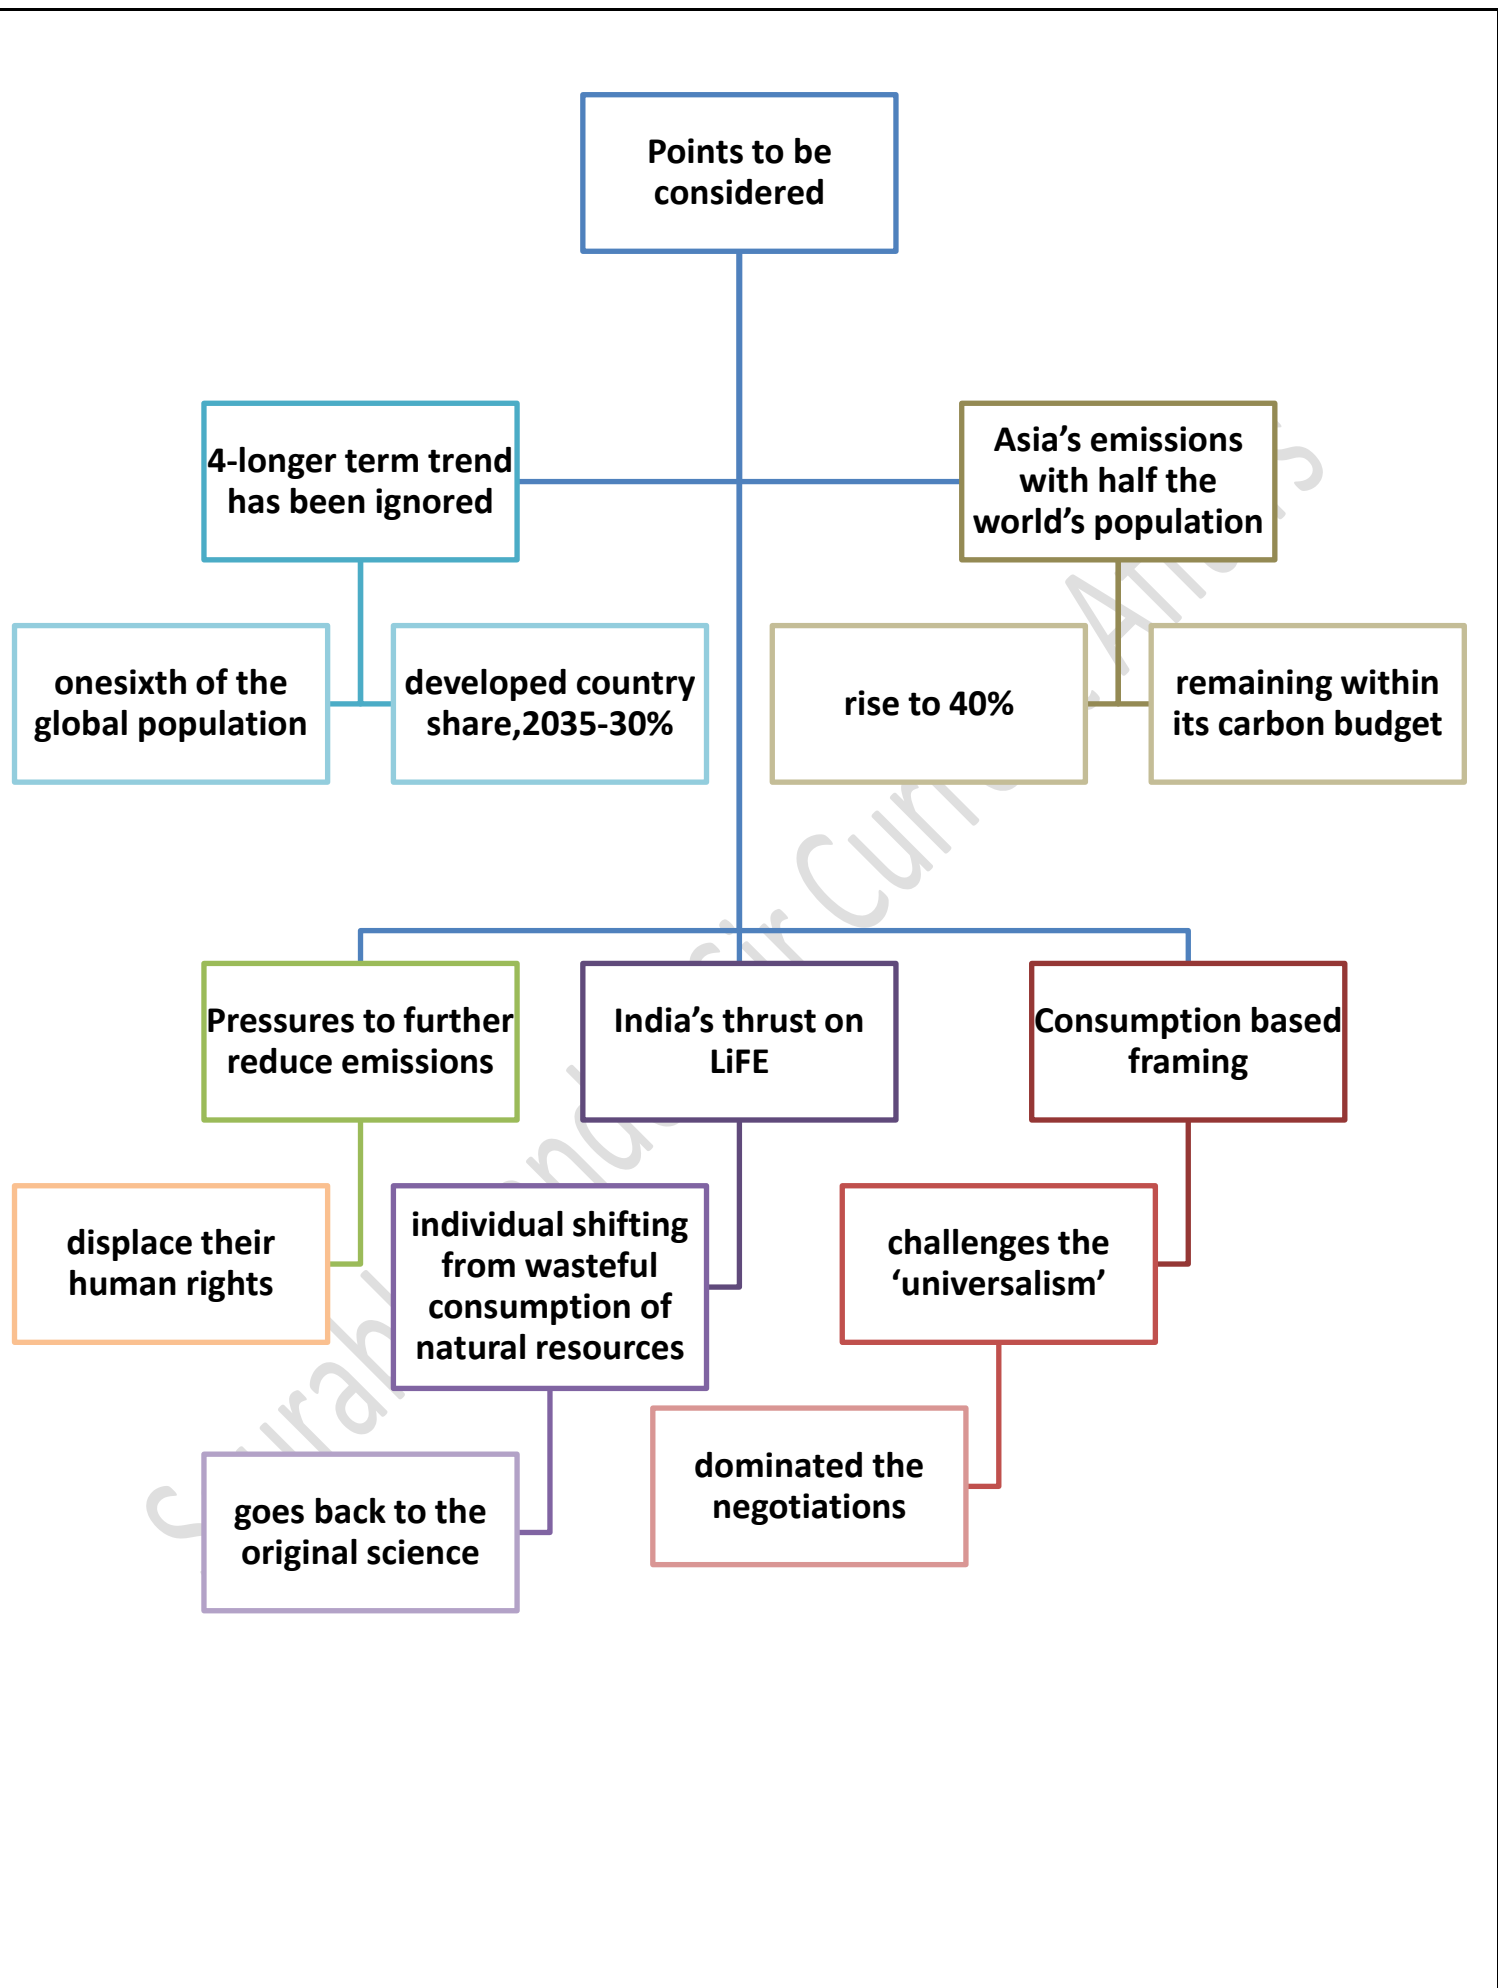 Points to be
considered
4-longer term trend
has been ignored
Asia’s emissions
with half the
world’s population
onesixth of the
global population
developed country
share,2035-30%
rise to 40%
remaining within
its carbon budget
Pressures to further
reduce emissions
India’s thrust on
LiFE
Consumption based
framing
displace their
human rights
individual shifting
from wasteful
consumption of
natural resources
challenges the
‘universalism’
goes back to the
original science
dominated the
negotiations